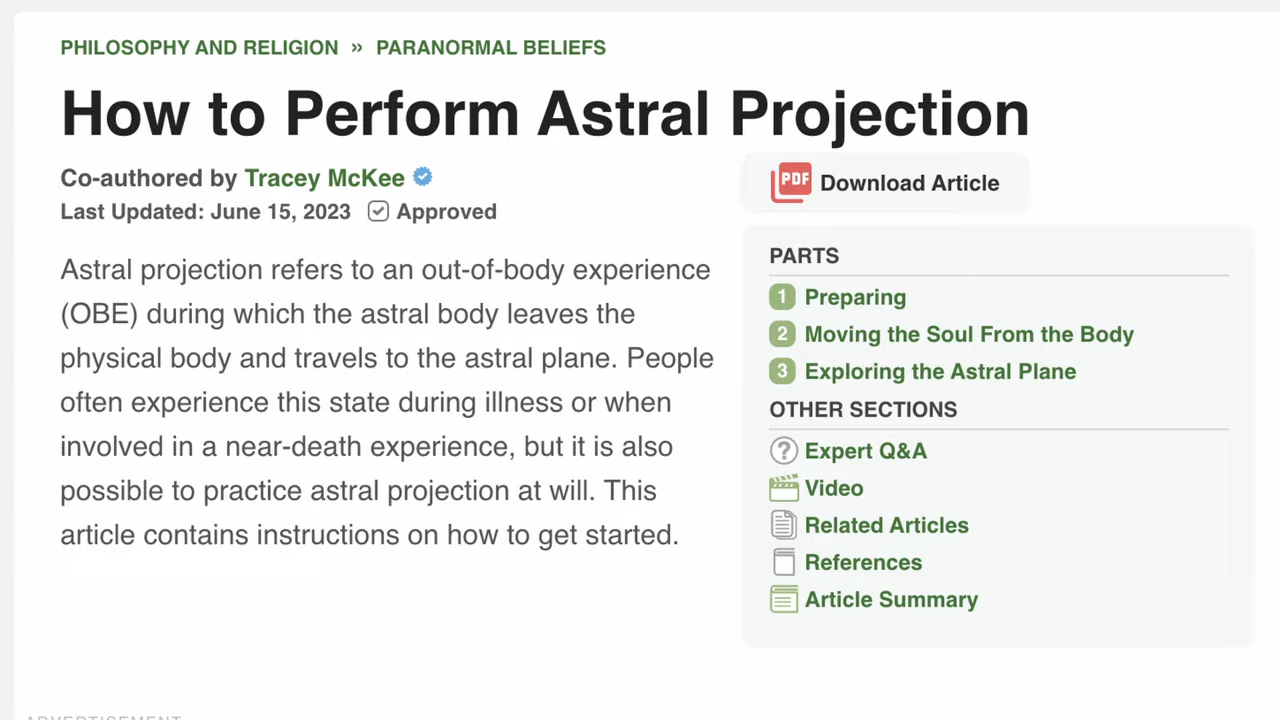 PHILOSOPHY AND RELIGION » PARANORMAL BELIEFS
How to Perform Astral Projection
Co-authored by Tracey McKee
Last Updated: June 15, 2023 Approved
Astral projection refers to an out-of-body experience
(OBE) during which the astral body leaves the
physical body and travels to the astral plane. People
often experience this state during illness or when
involved in a near-death experience, but it is also
possible to practice astral projection at will. This
article contains instructions on how to get started.
PDF Download Article
PARTS
1 Preparing
2 Moving the Soul From the Body
3 Exploring the Astral Plane
OTHER SECTIONS
? Expert Q&A
Video
Related Articles
References
Article Summary
ADVERTISEMENT